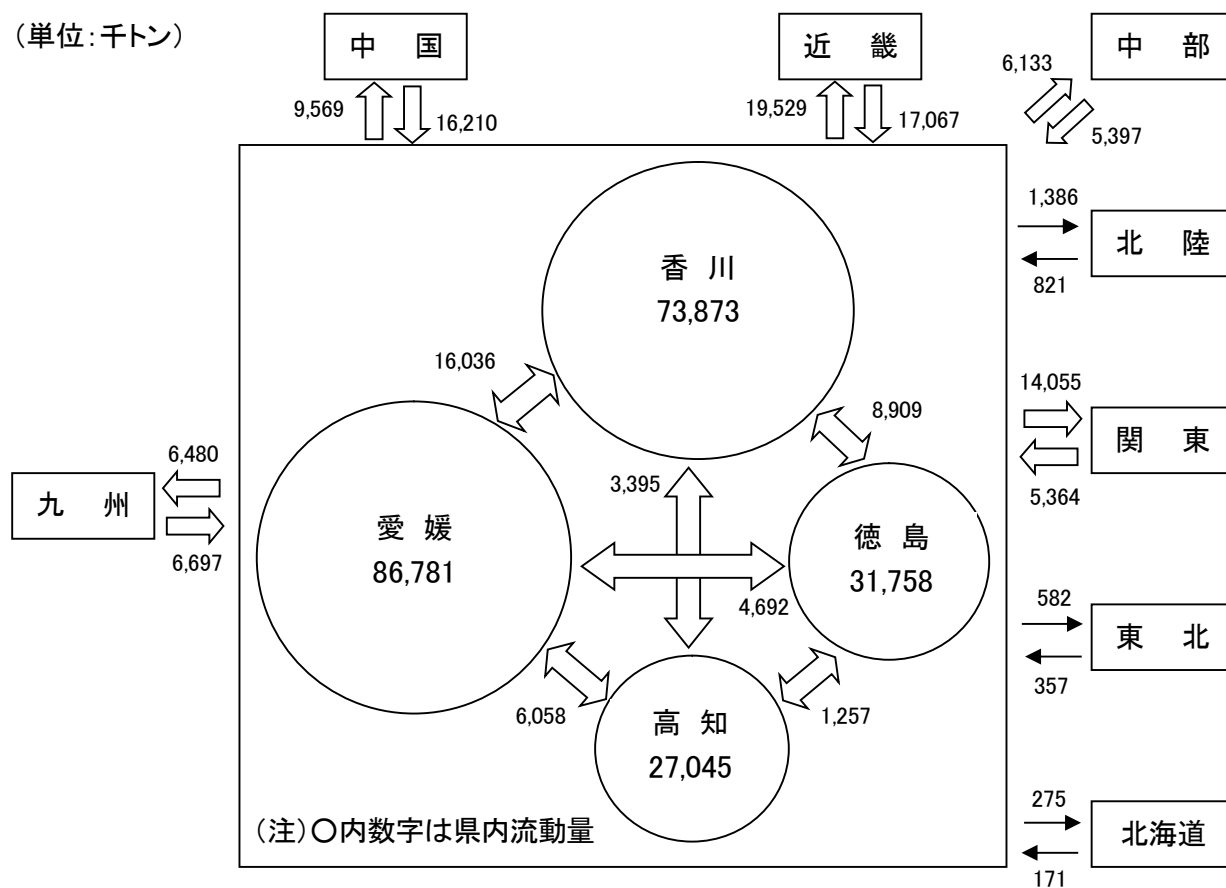 (単位:千トン)
中 国
近 畿
中 部
9,569
16,210
19,529
17,067
6,133
5,397
1,386
北 陸
821
香 川
73,873
16,036
8,909
14,055
関 東
5,364
6,480
九 州
6,697
3,395
愛 媛
86,781
徳 島
31,758
4,692
582
東 北
357
6,058
1,257
高 知
27,045
275
北海道
171
(注)○内数字は県内流動量